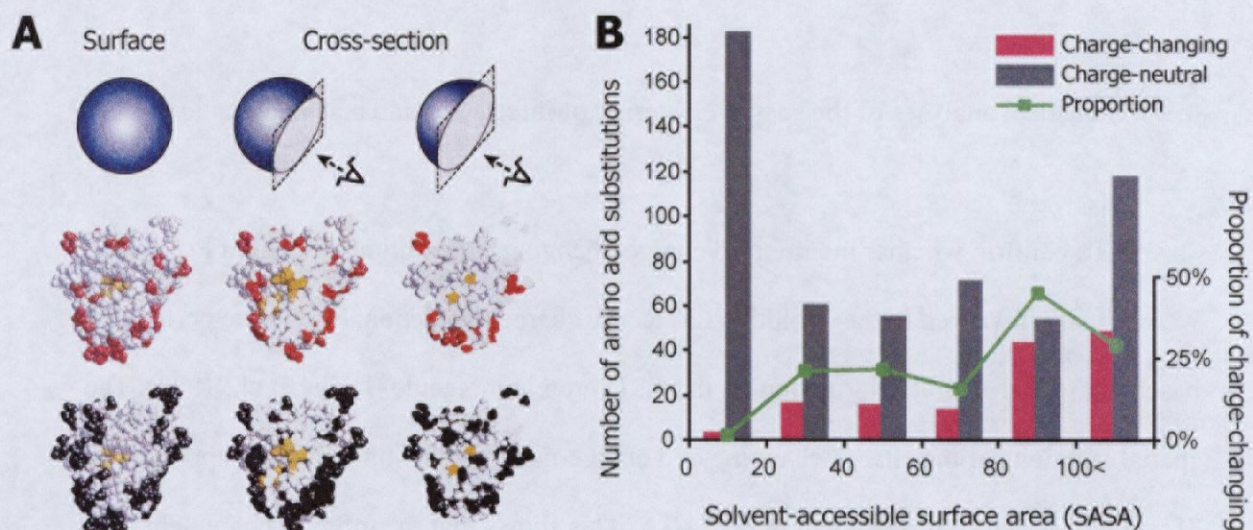 A
Surface
Cross-section
B
Number of amino acid substitutions
180
160
140
120
100
80
60
40
20
0
Charge-changing
Charge-neutral
Proportion
50%
25%
0%
Proportion of charge-changing
0
20
40
60
80
100<
Solvent-accessible surface area (SASA)